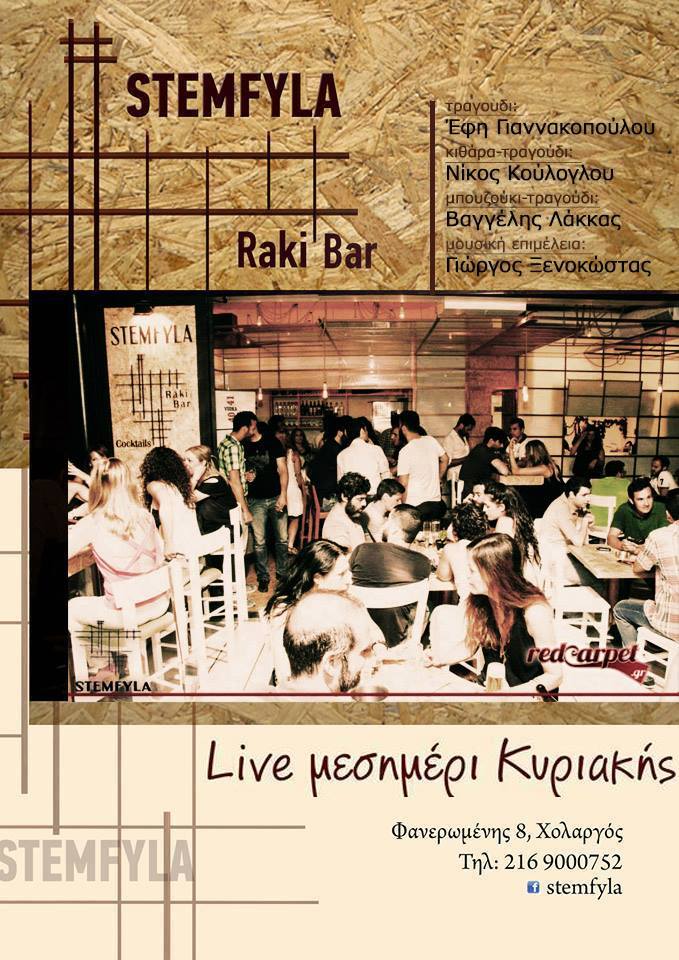 STEMFYLA
Raki Bar
τραγούδι:
Έφη Γιαννακοπούλου
κιθάρα-τραγούδι:
Νίκος Κούλογλου
μπουζούκι-τραγούδι:
Βαγγέλης Λάκκας
μουσική επιμέλεια:
Γιώργος Ξενοκώστας
STEMFYLA
Raki
Bar
Cocktails
VODKA
STEMFYLA
redcarpet
.gr
Live μεσημέρι Κυριακής
Φανερωμένης 8, Χολαργός
Τηλ: 216 9000752
f stemfyla
STEMFYLA